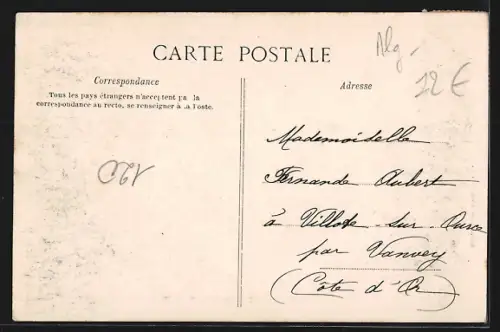 CARTE POSTALE
Alg.
12 €
Correspondance
Adresse
Tous les pays étrangers n'acceptent pas la
correspondance au recto, se renseigner à la Poste.
Mademoiselle
Fernande Aubert
à Villotte-sur-Ource
par Vanvey
(Côte d'Or)